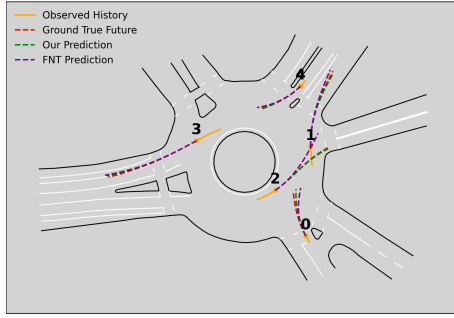 Observed History
Ground True Future
Our Prediction
FNT Prediction
4
3
1
2
0